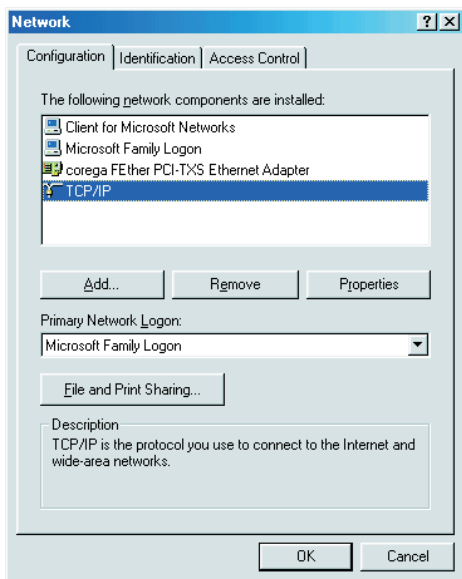 Network
Configuration Identification Access Control
The following network components are installed:
Client for Microsoft Networks
Microsoft Family Logon
corega FEther PCI-TXS Ethernet Adapter
TCP/IP
Add... Remove Properties
Primary Network Logon:
Microsoft Family Logon
File and Print Sharing...
Description
TCP/IP is the protocol you use to connect to the Internet and
wide-area networks.
OK Cancel